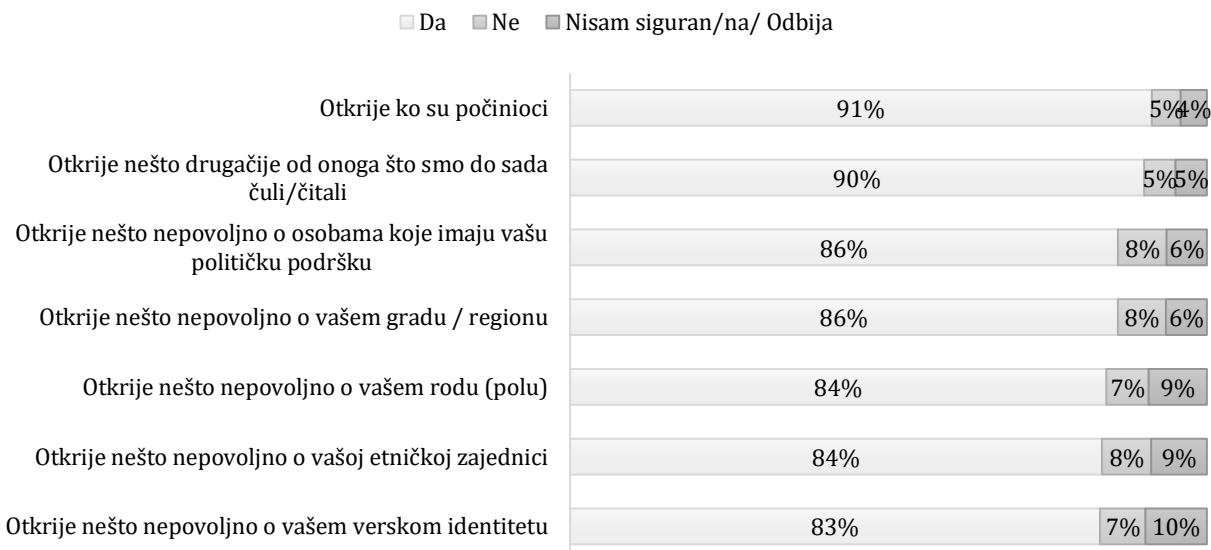 Da Ne Nisam siguran/na/ Odbija
Otkrije ko su počinioci 91% 5% 4%
Otkrije nešto drugačije od onoga što smo do sada
čuli/čitali 90% 5% 5%
Otkrije nešto nepovoljno o osobama koje imaju vašu
političku podršku 86% 8% 6%
Otkrije nešto nepovoljno o vašem gradu / regionu 86% 8% 6%
Otkrije nešto nepovoljno o vašem rodu (polu) 84% 7% 9%
Otkrije nešto nepovoljno o vašoj etničkoj zajednici 84% 8% 9%
Otkrije nešto nepovoljno o vašem verskom identitetu 83% 7% 10%